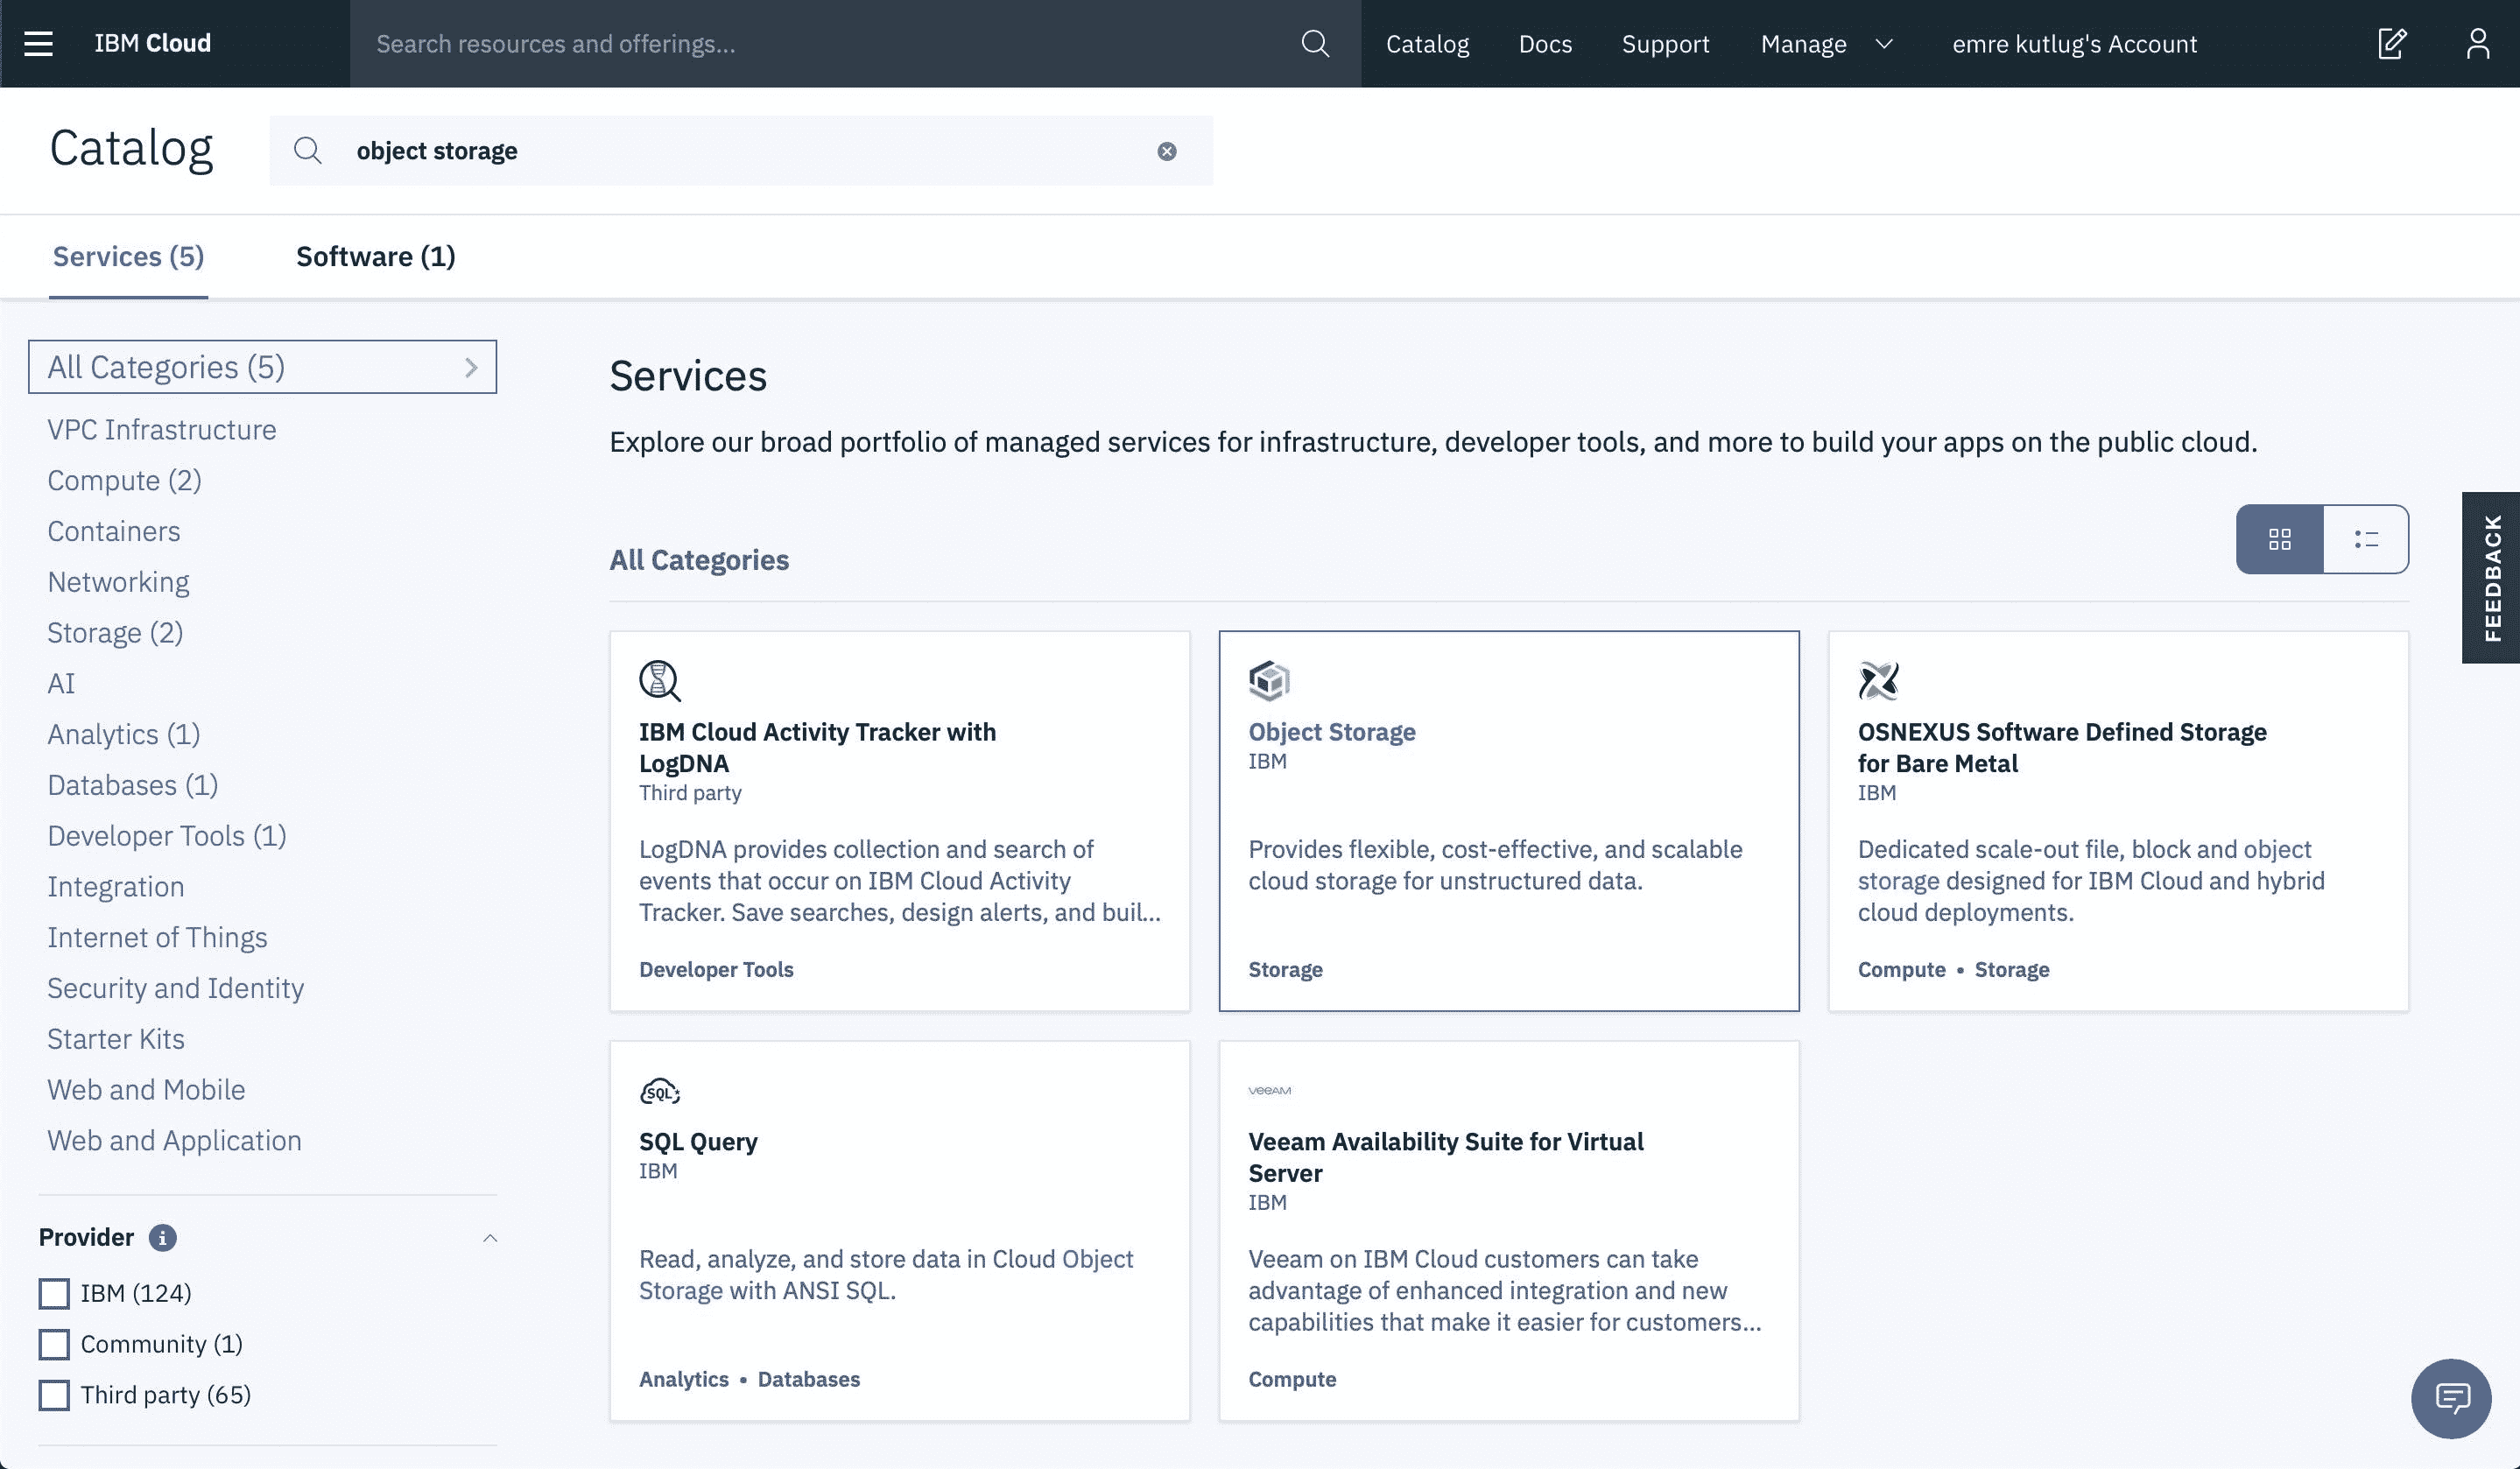 IBM Cloud
Search resources and offerings...
Catalog
Docs
Support
Manage
emre kutlug's Account
Catalog
object storage
Services (5)
Software (1)
All Categories (5)
VPC Infrastructure
Compute (2)
Containers
Networking
Storage (2)
AI
Analytics (1)
Databases (1)
Developer Tools (1)
Integration
Internet of Things
Security and Identity
Starter Kits
Web and Mobile
Web and Application
Provider
IBM (124)
Community (1)
Third party (65)
Services
Explore our broad portfolio of managed services for infrastructure, developer tools, and more to build your apps on the public cloud.
All Categories
IBM Cloud Activity Tracker with
LogDNA
Third party
LogDNA provides collection and search of
events that occur on IBM Cloud Activity
Tracker. Save searches, design alerts, and buil...
Developer Tools
Object Storage
IBM
Provides flexible, cost-effective, and scalable
cloud storage for unstructured data.
Storage
OSNEXUS Software Defined Storage
for Bare Metal
IBM
Dedicated scale-out file, block and object
storage designed for IBM Cloud and hybrid
cloud deployments.
Compute • Storage
SQL
SQL Query
IBM
Read, analyze, and store data in Cloud Object
Storage with ANSI SQL.
Analytics • Databases
veeAM
Veeam Availability Suite for Virtual
Server
IBM
Veeam on IBM Cloud customers can take
advantage of enhanced integration and new
capabilities that make it easier for customers...
Compute
FEEDBACK